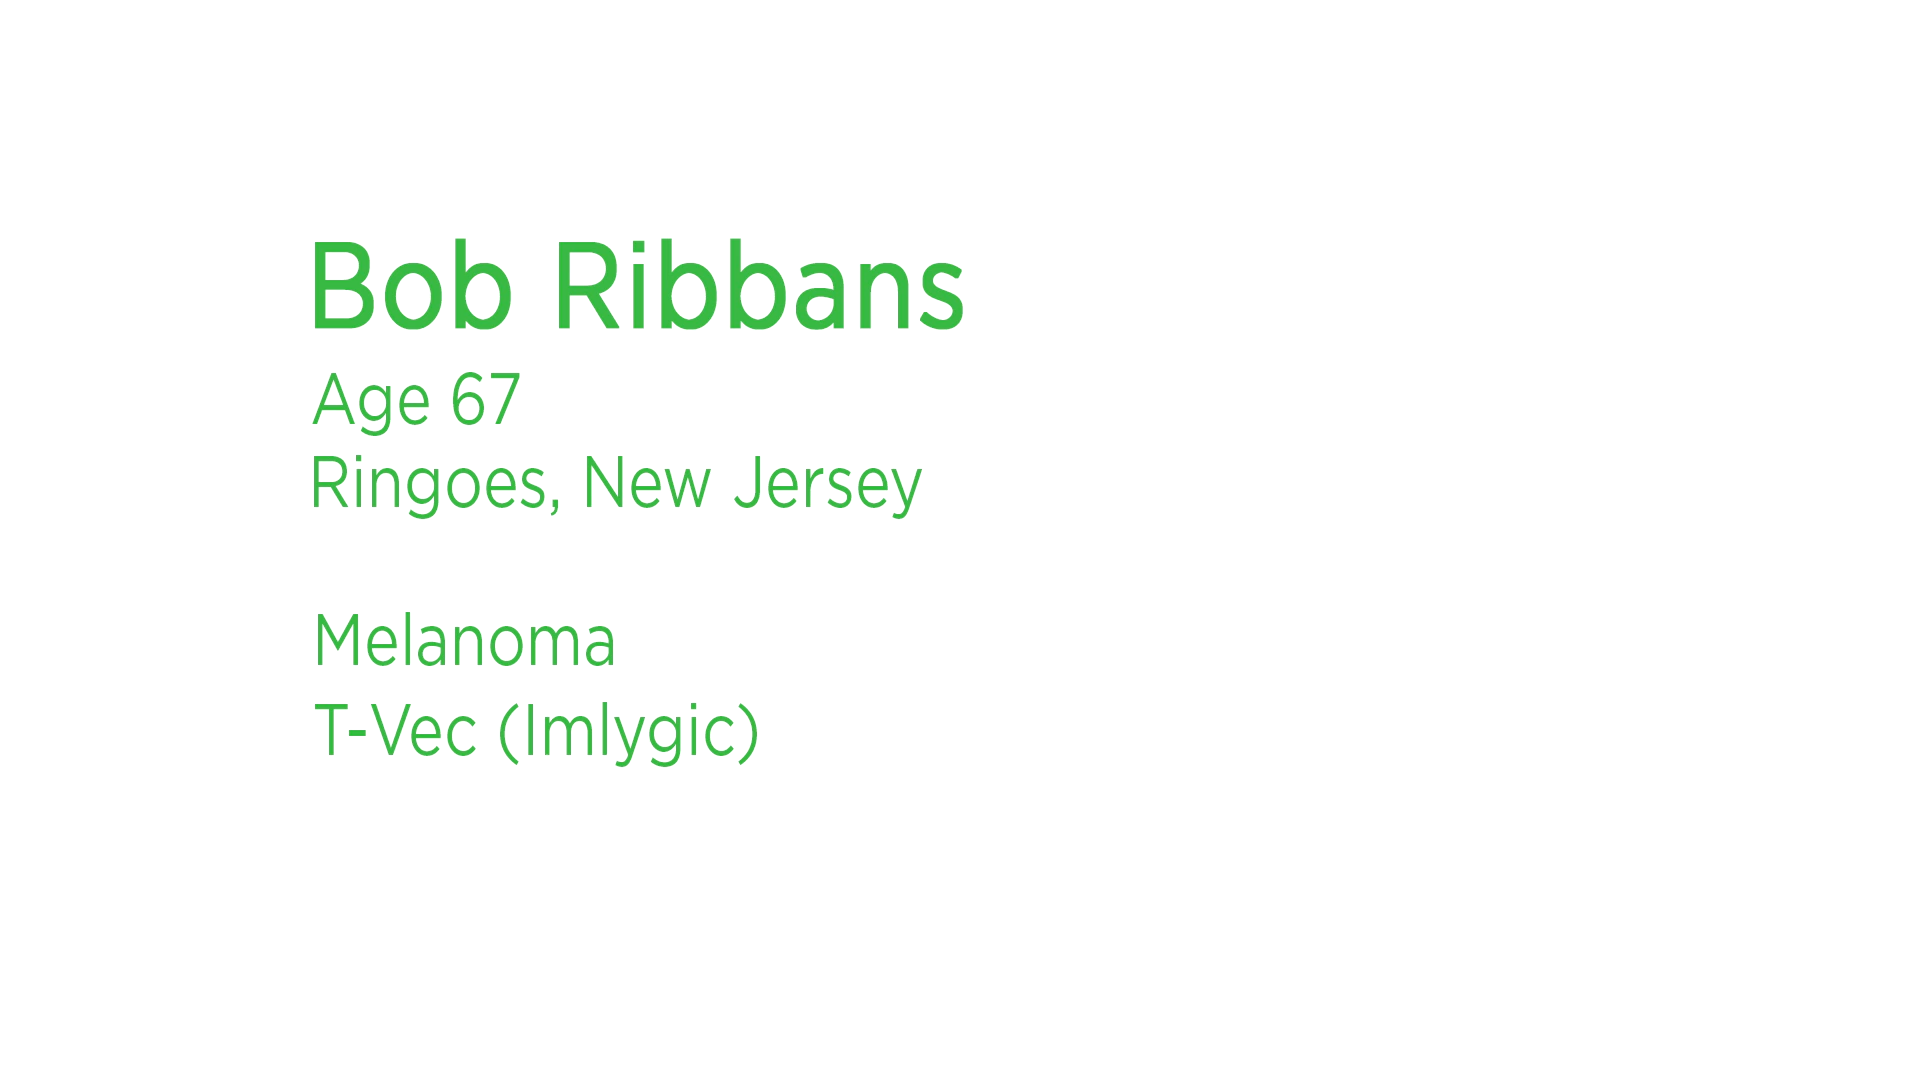 Bob Ribbans
Age 67
Ringoes, New Jersey
Melanoma
T-Vec (Imlygic)